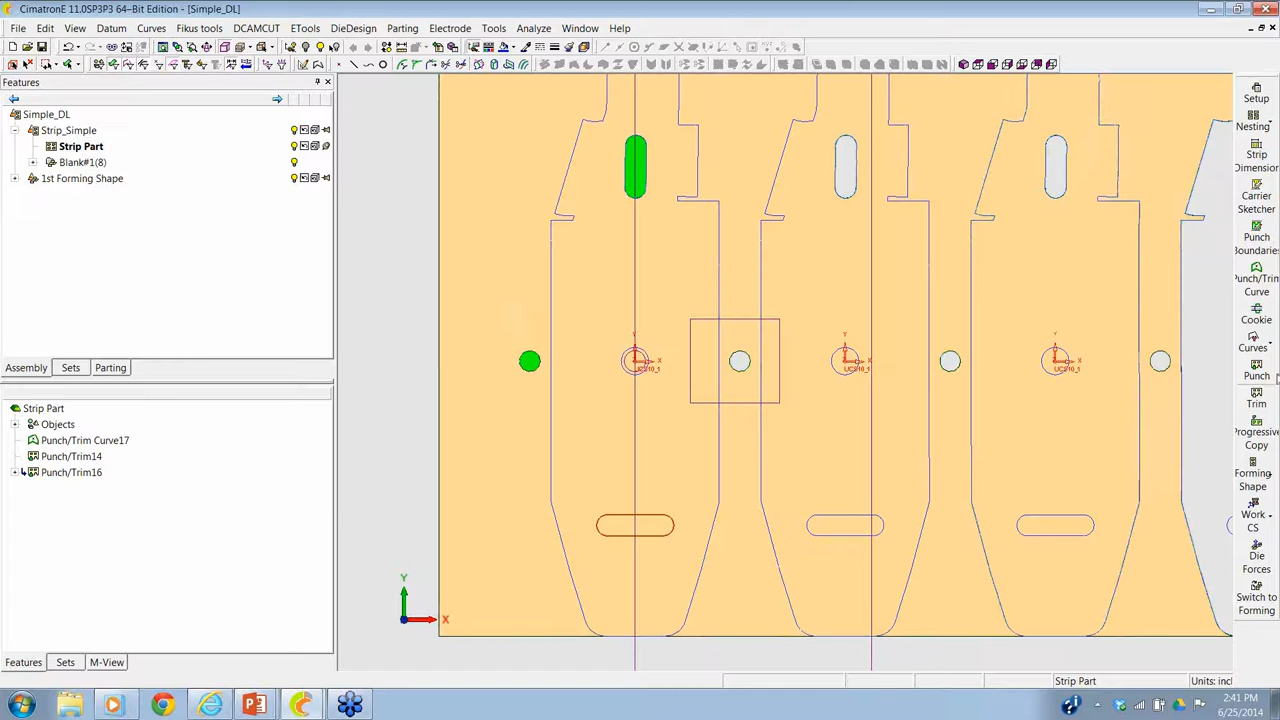 CimatronE 11.0SP3P3 64-Bit Edition - [Simple_DL]
File Edit View Datum Curves Fikus tools DCAMCUT ETools DieDesign Parting Electrode Tools Analyze Window Help
Features
Simple_DL
Strip_Simple
Strip Part
Blank#1(8)
1st Forming Shape
Assembly Sets Parting
Strip Part
Objects
Punch/Trim Curve17
Punch/Trim14
Punch/Trim16
Features Sets M-View
Y
X
Y
X
UCS10_1
Y
X
UCS10_1
Y
X
UCS10_1
Setup
Nesting
Strip
Dimension
Carrier
Sketcher
Punch
Boundaries
Punch/Trim
Curve
Cookie
Curves
Punch
Trim
Progressive
Copy
Forming
Shape
Work
CS
Die
Forces
Switch to
Forming
Strip Part
Units: incl
2:41 PM
6/25/2014